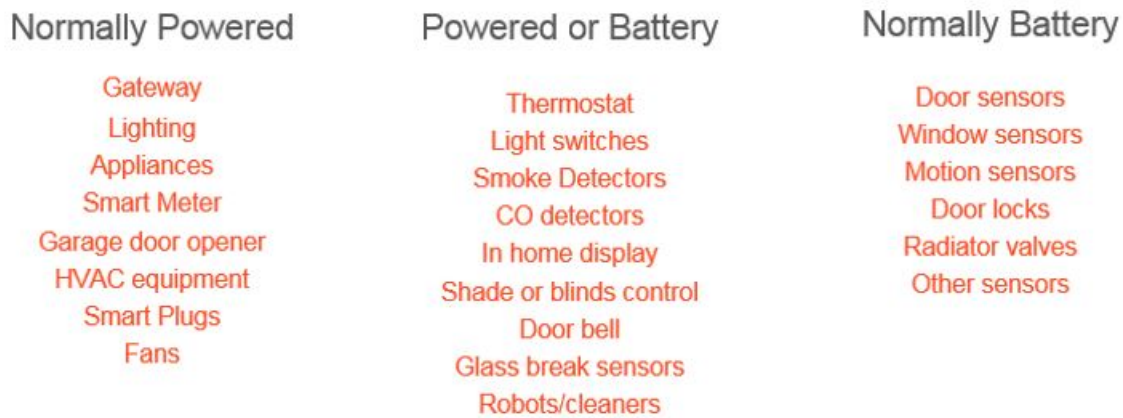 Normally Powered
Gateway
Lighting
Appliances
Smart Meter
Garage door opener
HVAC equipment
Smart Plugs
Fans
Powered or Battery
Thermostat
Light switches
Smoke Detectors
CO detectors
In home display
Shade or blinds control
Door bell
Glass break sensors
Robots/cleaners
Normally Battery
Door sensors
Window sensors
Motion sensors
Door locks
Radiator valves
Other sensors